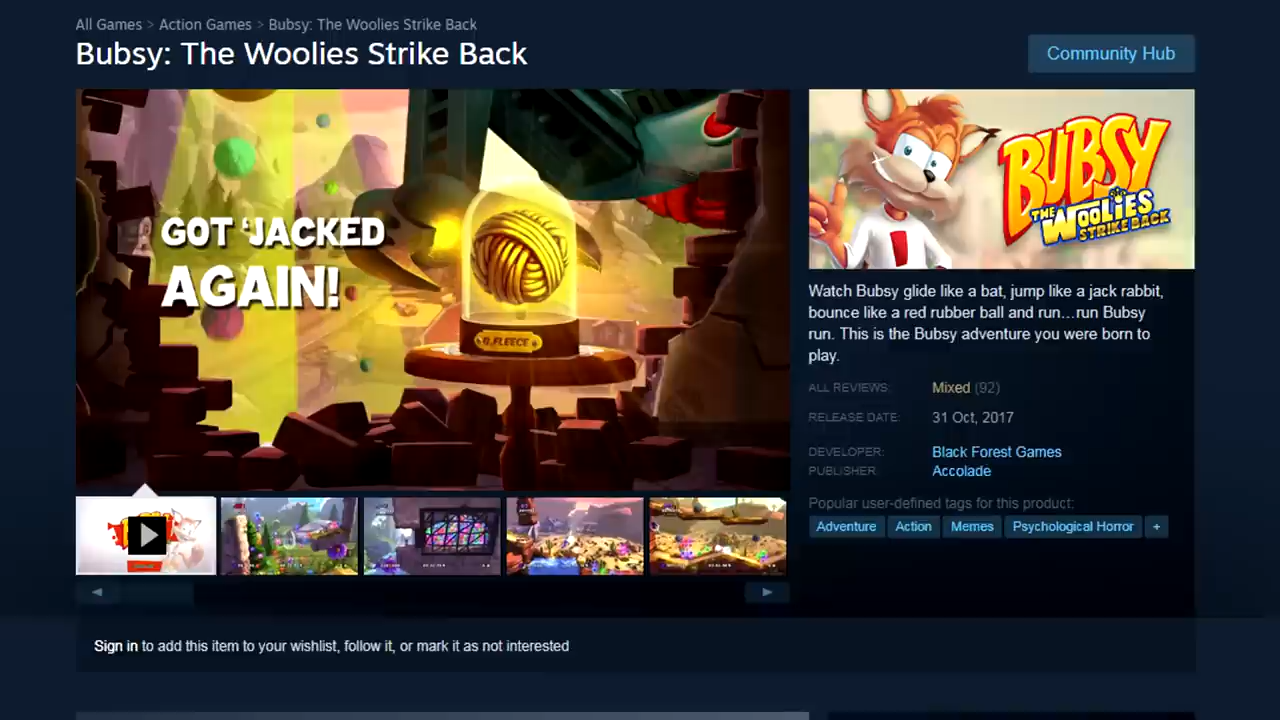 All Games > Action Games > Bubsy: The Woolies Strike Back
Bubsy: The Woolies Strike Back
Community Hub
GOT 'JACKED
AGAIN!
G.FLEECE
BUBSY
THE WOOLIES
STRIKE BACK
Watch Bubsy glide like a bat, jump like a jack rabbit,
bounce like a red rubber ball and run...run Bubsy
run. This is the Bubsy adventure you were born to
play.
ALL REVIEWS: Mixed (92)
RELEASE DATE: 31 Oct, 2017
DEVELOPER: Black Forest Games
PUBLISHER: Accolade
Popular user-defined tags for this product:
Adventure Action Memes Psychological Horror +
Sign in to add this item to your wishlist, follow it, or mark it as not interested